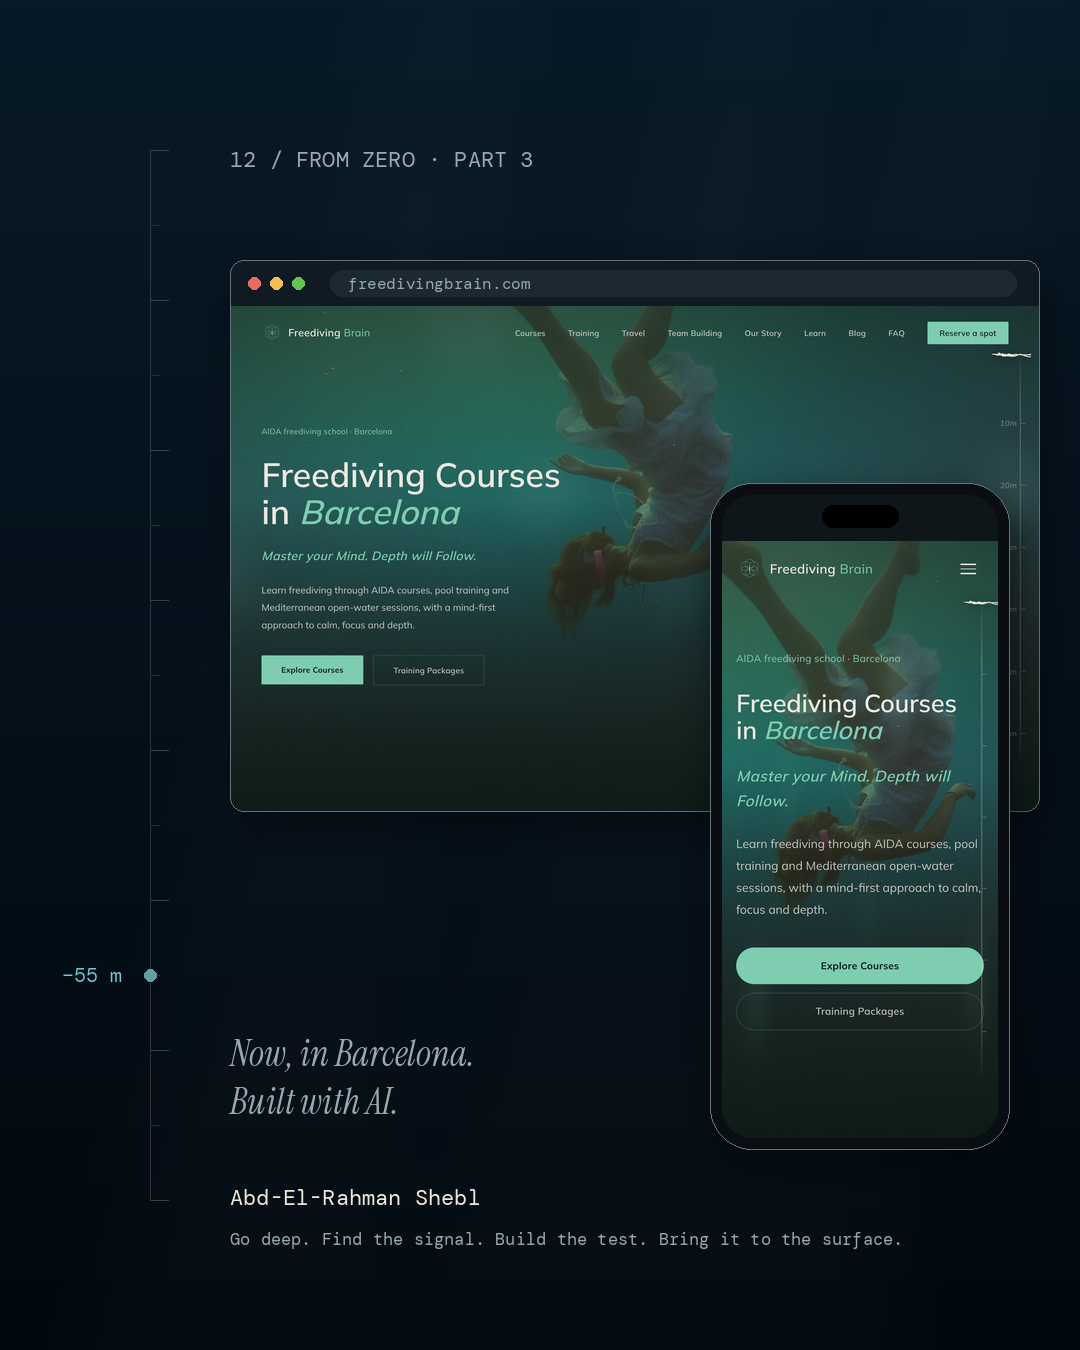 12 / FROM ZERO · PART 3
freedivingbrain.com
Freediving Brain
Courses Training Travel Team Building Our Story Learn Blog FAQ Reserve a spot
10m
20m
AIDA freediving school · Barcelona
Freediving Courses
in Barcelona
Master your Mind. Depth will Follow.
Learn freediving through AIDA courses, pool training and
Mediterranean open-water sessions, with a mind-first
approach to calm, focus and depth.
Explore Courses Training Packages
Freediving Brain
AIDA freediving school · Barcelona
Freediving Courses
in Barcelona
Master your Mind. Depth will
Follow.
Learn freediving through AIDA courses, pool
training and Mediterranean open-water
sessions, with a mind-first approach to calm,
focus and depth.
Explore Courses
Training Packages
−55 m
Now, in Barcelona.
Built with AI.
Abd-El-Rahman Shebl
Go deep. Find the signal. Build the test. Bring it to the surface.